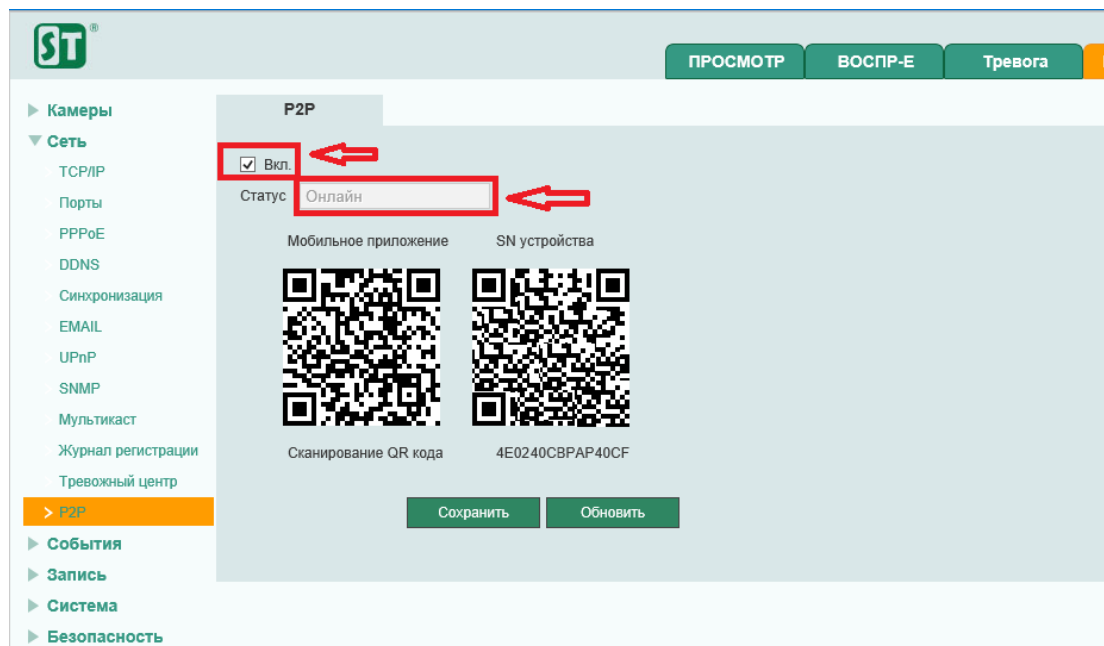 ST®
ПРОСМОТР ВОСПР-Е Тревога
Камеры
Сеть
TCP/IP
Порты
PPPoE
DDNS
Синхронизация
EMAIL
UPnP
SNMP
Мультикаст
Журнал регистрации
Тревожный центр
P2P
События
Запись
Система
Безопасность
P2P
Вкл.
Статус Онлайн
Мобильное приложение SN устройства
Сканирование QR кода 4E0240CBPAP40CF
Сохранить Обновить